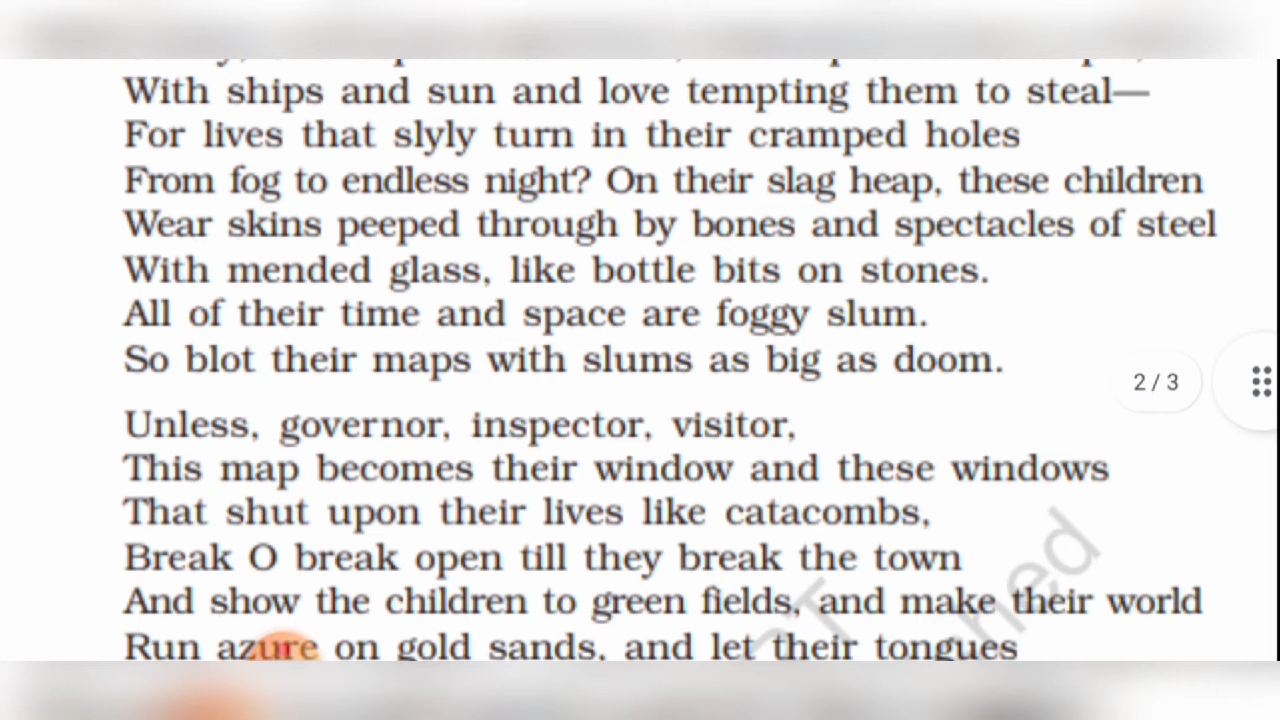 With ships and sun and love tempting them to steal—
For lives that slyly turn in their cramped holes
From fog to endless night? On their slag heap, these children
Wear skins peeped through by bones and spectacles of steel
With mended glass, like bottle bits on stones.
All of their time and space are foggy slum.
So blot their maps with slums as big as doom.
2 / 3
Unless, governor, inspector, visitor,
This map becomes their window and these windows
That shut upon their lives like catacombs,
Break O break open till they break the town
And show the children to green fields, and make their world
Run azure on gold sands, and let their tongues